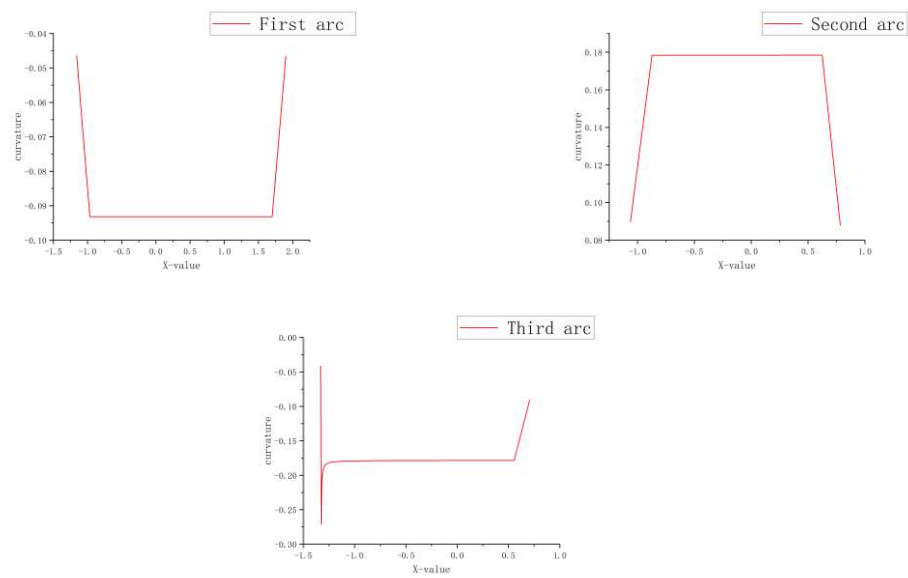 First arc
-0.04
-0.05
-0.06
-0.07
-0.08
-0.09
-0.10
curvature
-1.5 -1.0 -0.5 0.0 0.5 1.0 1.5 2.0
X-value
Second arc
0.18
0.16
0.14
0.12
0.10
0.08
curvature
-1.0 -0.5 0.0 0.5 1.0
X-value
Third arc
0.00
-0.05
-0.10
-0.15
-0.20
-0.25
-0.30
curvature
-1.5 -1.0 -0.5 0.0 0.5 1.0
X-value